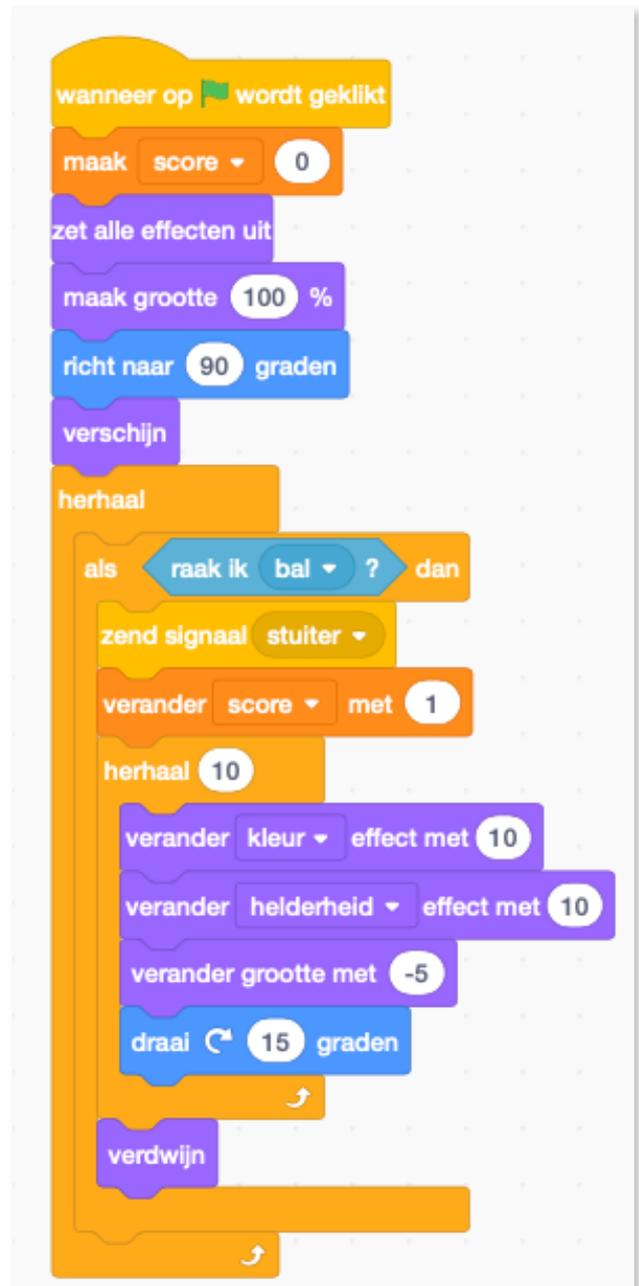 wanneer op wordt geklikt
maak score 0
zet alle effecten uit
maak grootte 100 %
richt naar 90 graden
verschijn
herhaal
als raak ik bal ? dan
zend signaal stuiter
verander score met 1
herhaal 10
verander kleur effect met 10
verander helderheid effect met 10
verander grootte met -5
draai 15 graden
verdwijn